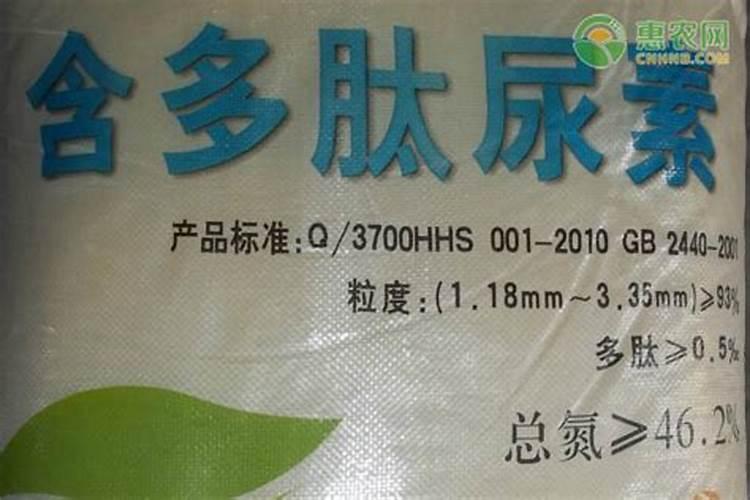 惠农网
CNHNB.COM
含多肽尿素
产品标准:Q/3700HHS 001-2010 GB 2440-2001
粒度:(1.18mm~3.35mm)≥93%
多肽≥0.5‰
总氮≥46.2%